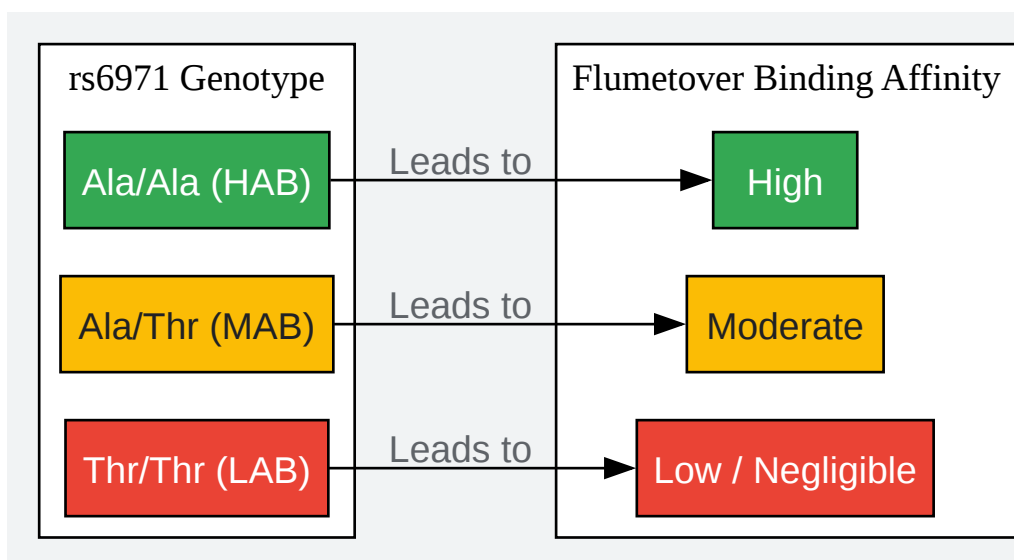 rs6971 Genotype
Flumetover Binding Affinity
Ala/Ala (HAB)
Leads to
High
Ala/Thr (MAB)
Leads to
Moderate
Thr/Thr (LAB)
Leads to
Low / Negligible